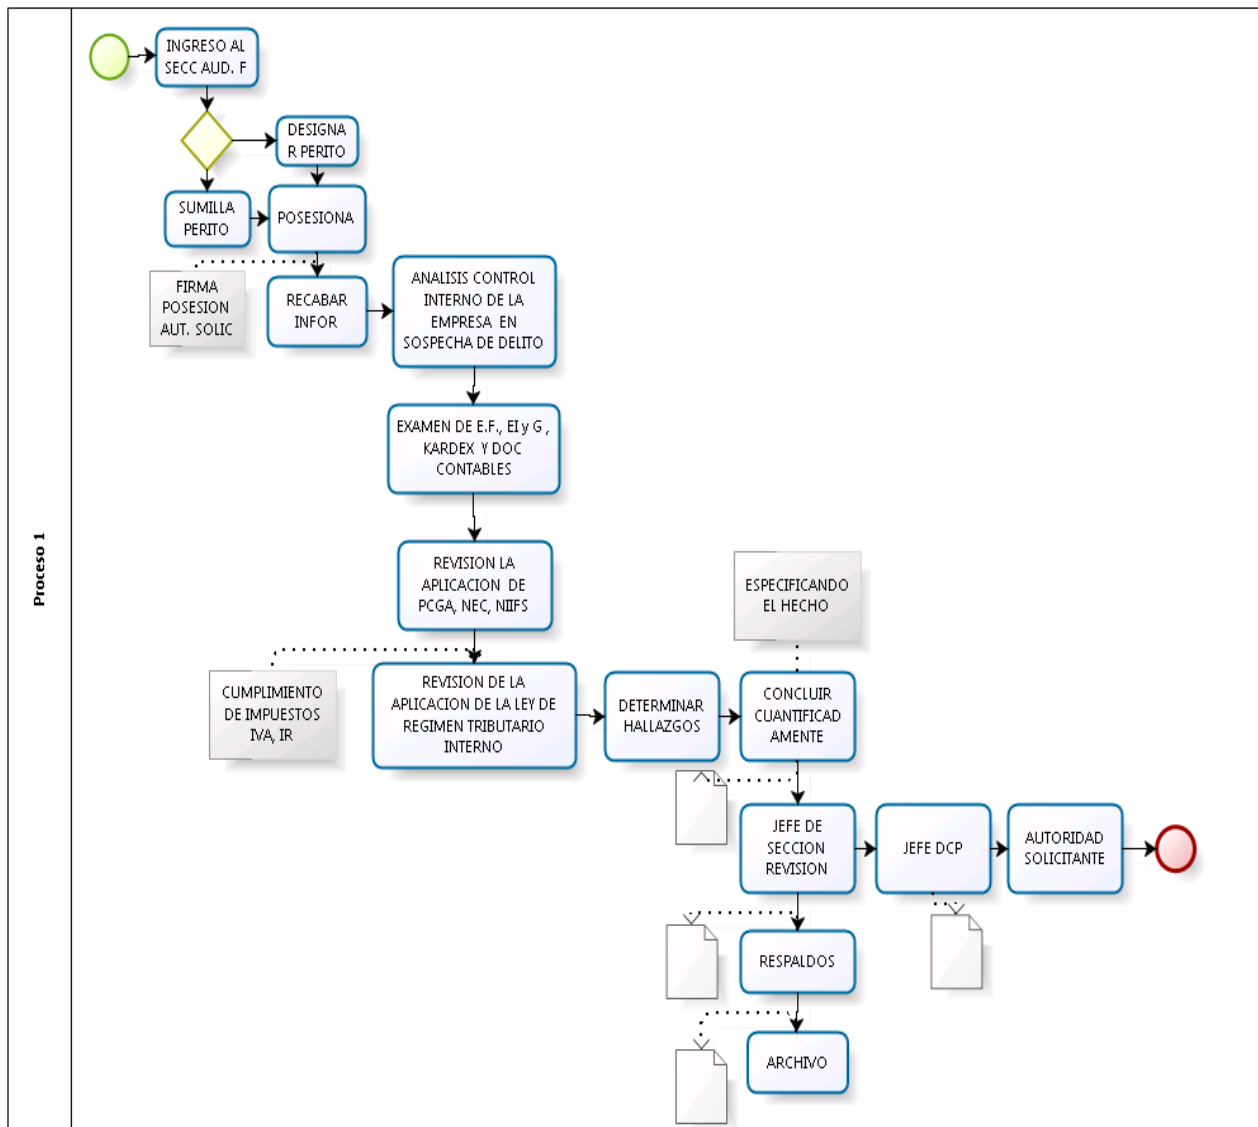 Proceso 1
INGRESO AL
SECC AUD. F
DESIGNA
R PERITO
SUMILLA
PERITO
POSESIONA
FIRMA
POSESION
AUT. SOLIC
RECABAR
INFOR
ANALISIS CONTROL
INTERNO DE LA
EMPRESA EN
SOSPECHA DE DELITO
EXAMEN DE E.F., EI y G ,
KARDEX Y DOC
CONTABLES
REVISION LA
APLICACION DE
PCGA, NEC, NIIFS
ESPECIFICANDO
EL HECHO
CUMPLIMIENTO
DE IMPUESTOS
IVA, IR
REVISION DE LA
APLICACION DE LA LEY DE
REGIMEN TRIBUTARIO
INTERNO
DETERMINAR
HALLAZGOS
CONCLUIR
CUANTIFICAD
AMENTE
JEFE DE
SECCION
REVISION
JEFE DCP
AUTORIDAD
SOLICITANTE
RESPALDOS
ARCHIVO